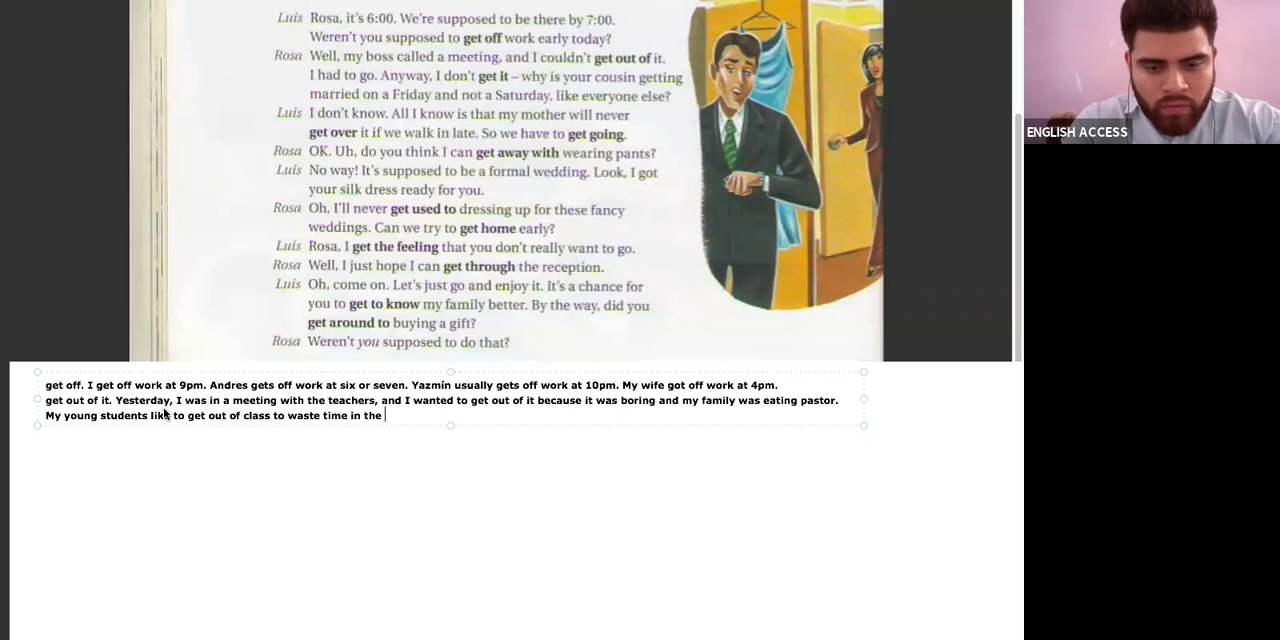 Luis Rosa, it's 6:00. We're supposed to be there by 7:00.
Weren't you supposed to get off work early today?
Rosa Well, my boss called a meeting, and I couldn't get out of it.
I had to go. Anyway, I don't get it – why is your cousin getting
married on a Friday and not a Saturday, like everyone else?
Luis I don't know. All I know is that my mother will never
get over it if we walk in late. So we have to get going.
Rosa OK. Uh, do you think I can get away with wearing pants?
Luis No way! It's supposed to be a formal wedding. Look, I got
your silk dress ready for you.
Rosa Oh, I'll never get used to dressing up for these fancy
weddings. Can we try to get home early?
Luis Rosa, I get the feeling that you don't really want to go.
Rosa Well, I just hope I can get through the reception.
Luis Oh, come on. Let's just go and enjoy it. It's a chance for
you to get to know my family better. By the way, did you
get around to buying a gift?
Rosa Weren't you supposed to do that?
get off. I get off work at 9pm. Andres gets off work at six or seven. Yazmín usually gets off work at 10pm. My wife got off work at 4pm.
get out of it. Yesterday, I was in a meeting with the teachers, and I wanted to get out of it because it was boring and my family was eating pastor.
My young students like to get out of class to waste time in the
ENGLISH ACCESS